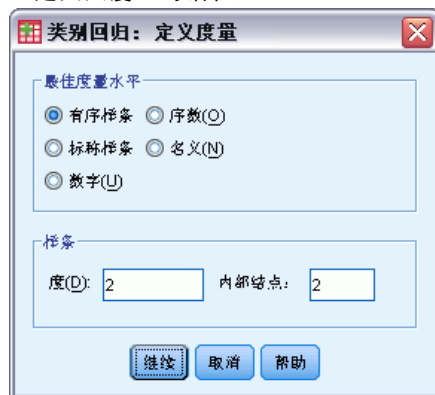 类别回归：定义度量
最佳度量水平
有序样条 序数(O)
标称样条 名义(N)
数字(U)
样条
度(D): 2 内部结点: 2
继续 取消 帮助